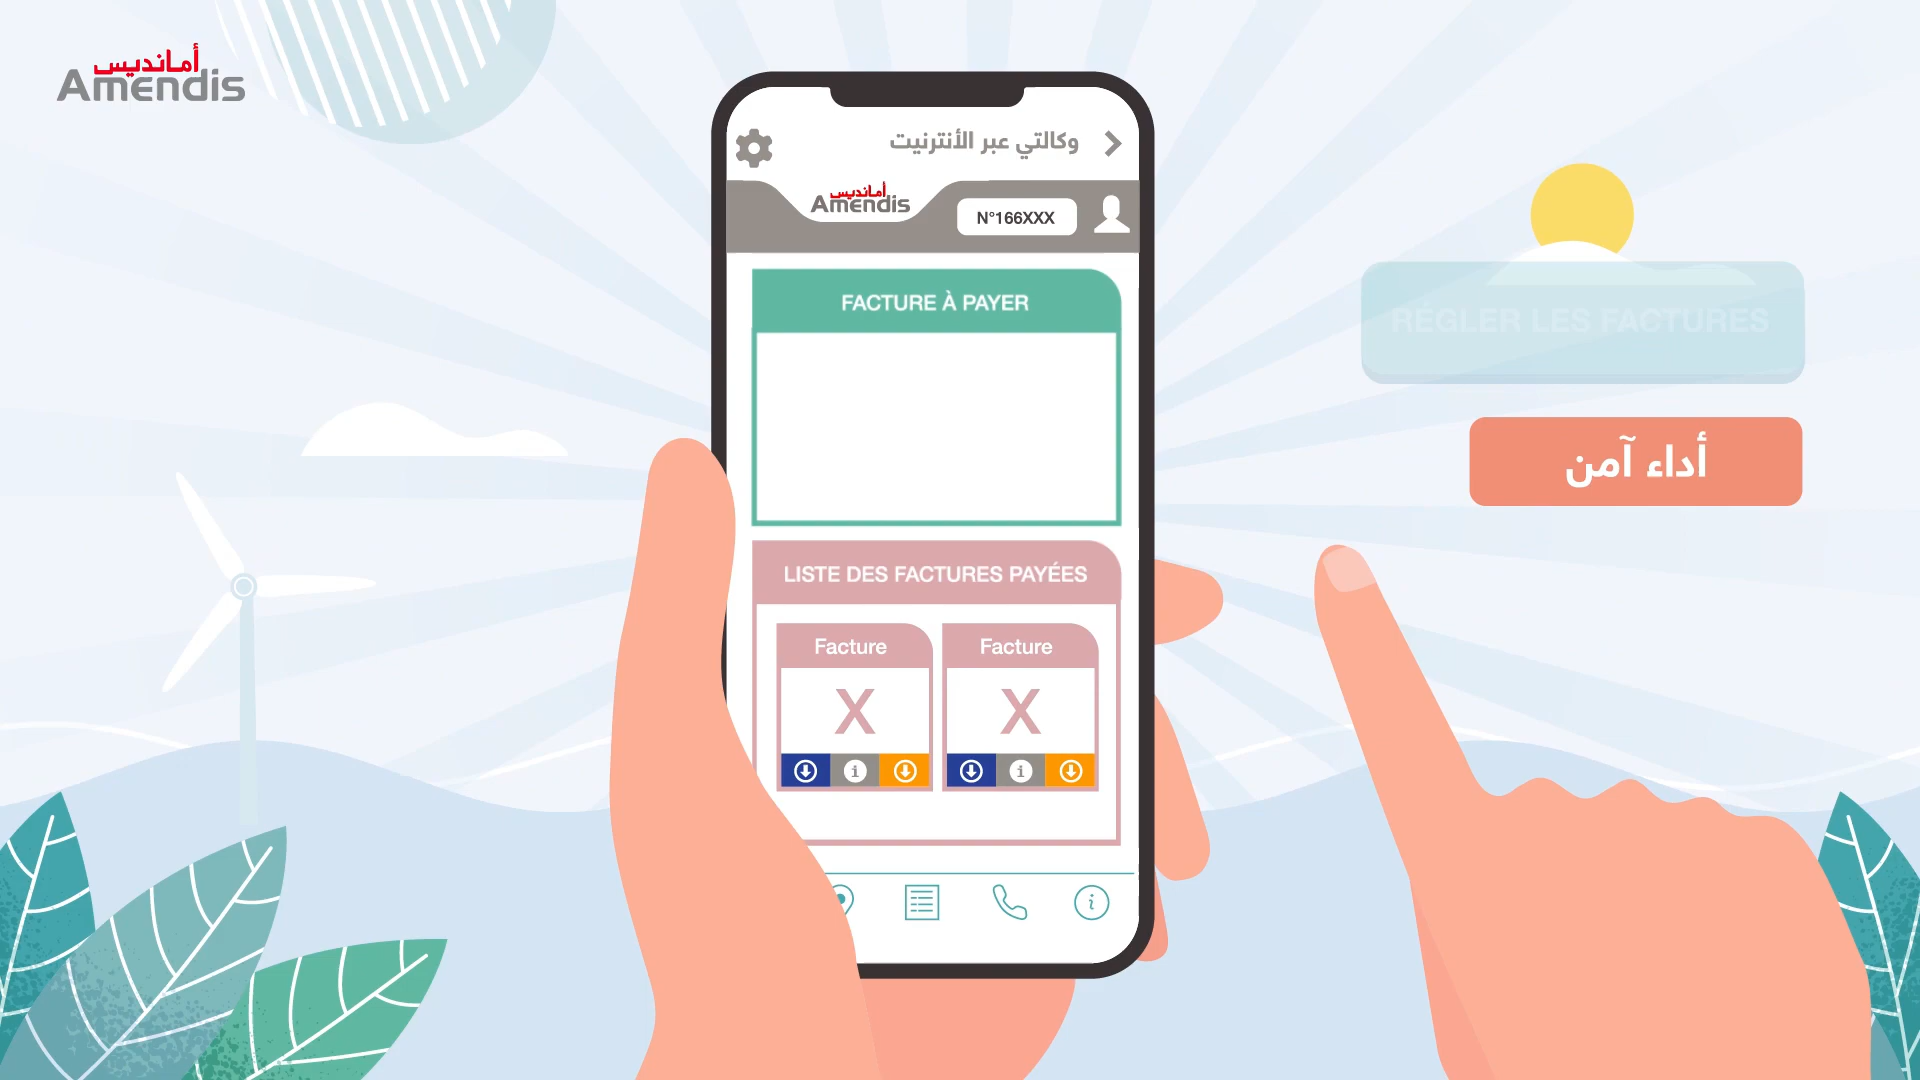 أمانديس
Amendis
وكالتي عبر الأنترنيت
أمانديس
Amendis
N°166XXX
FACTURE À PAYER
RÉGLER LES FACTURES
أداء آمن
LISTE DES FACTURES PAYÉES
Facture
Facture
X
X